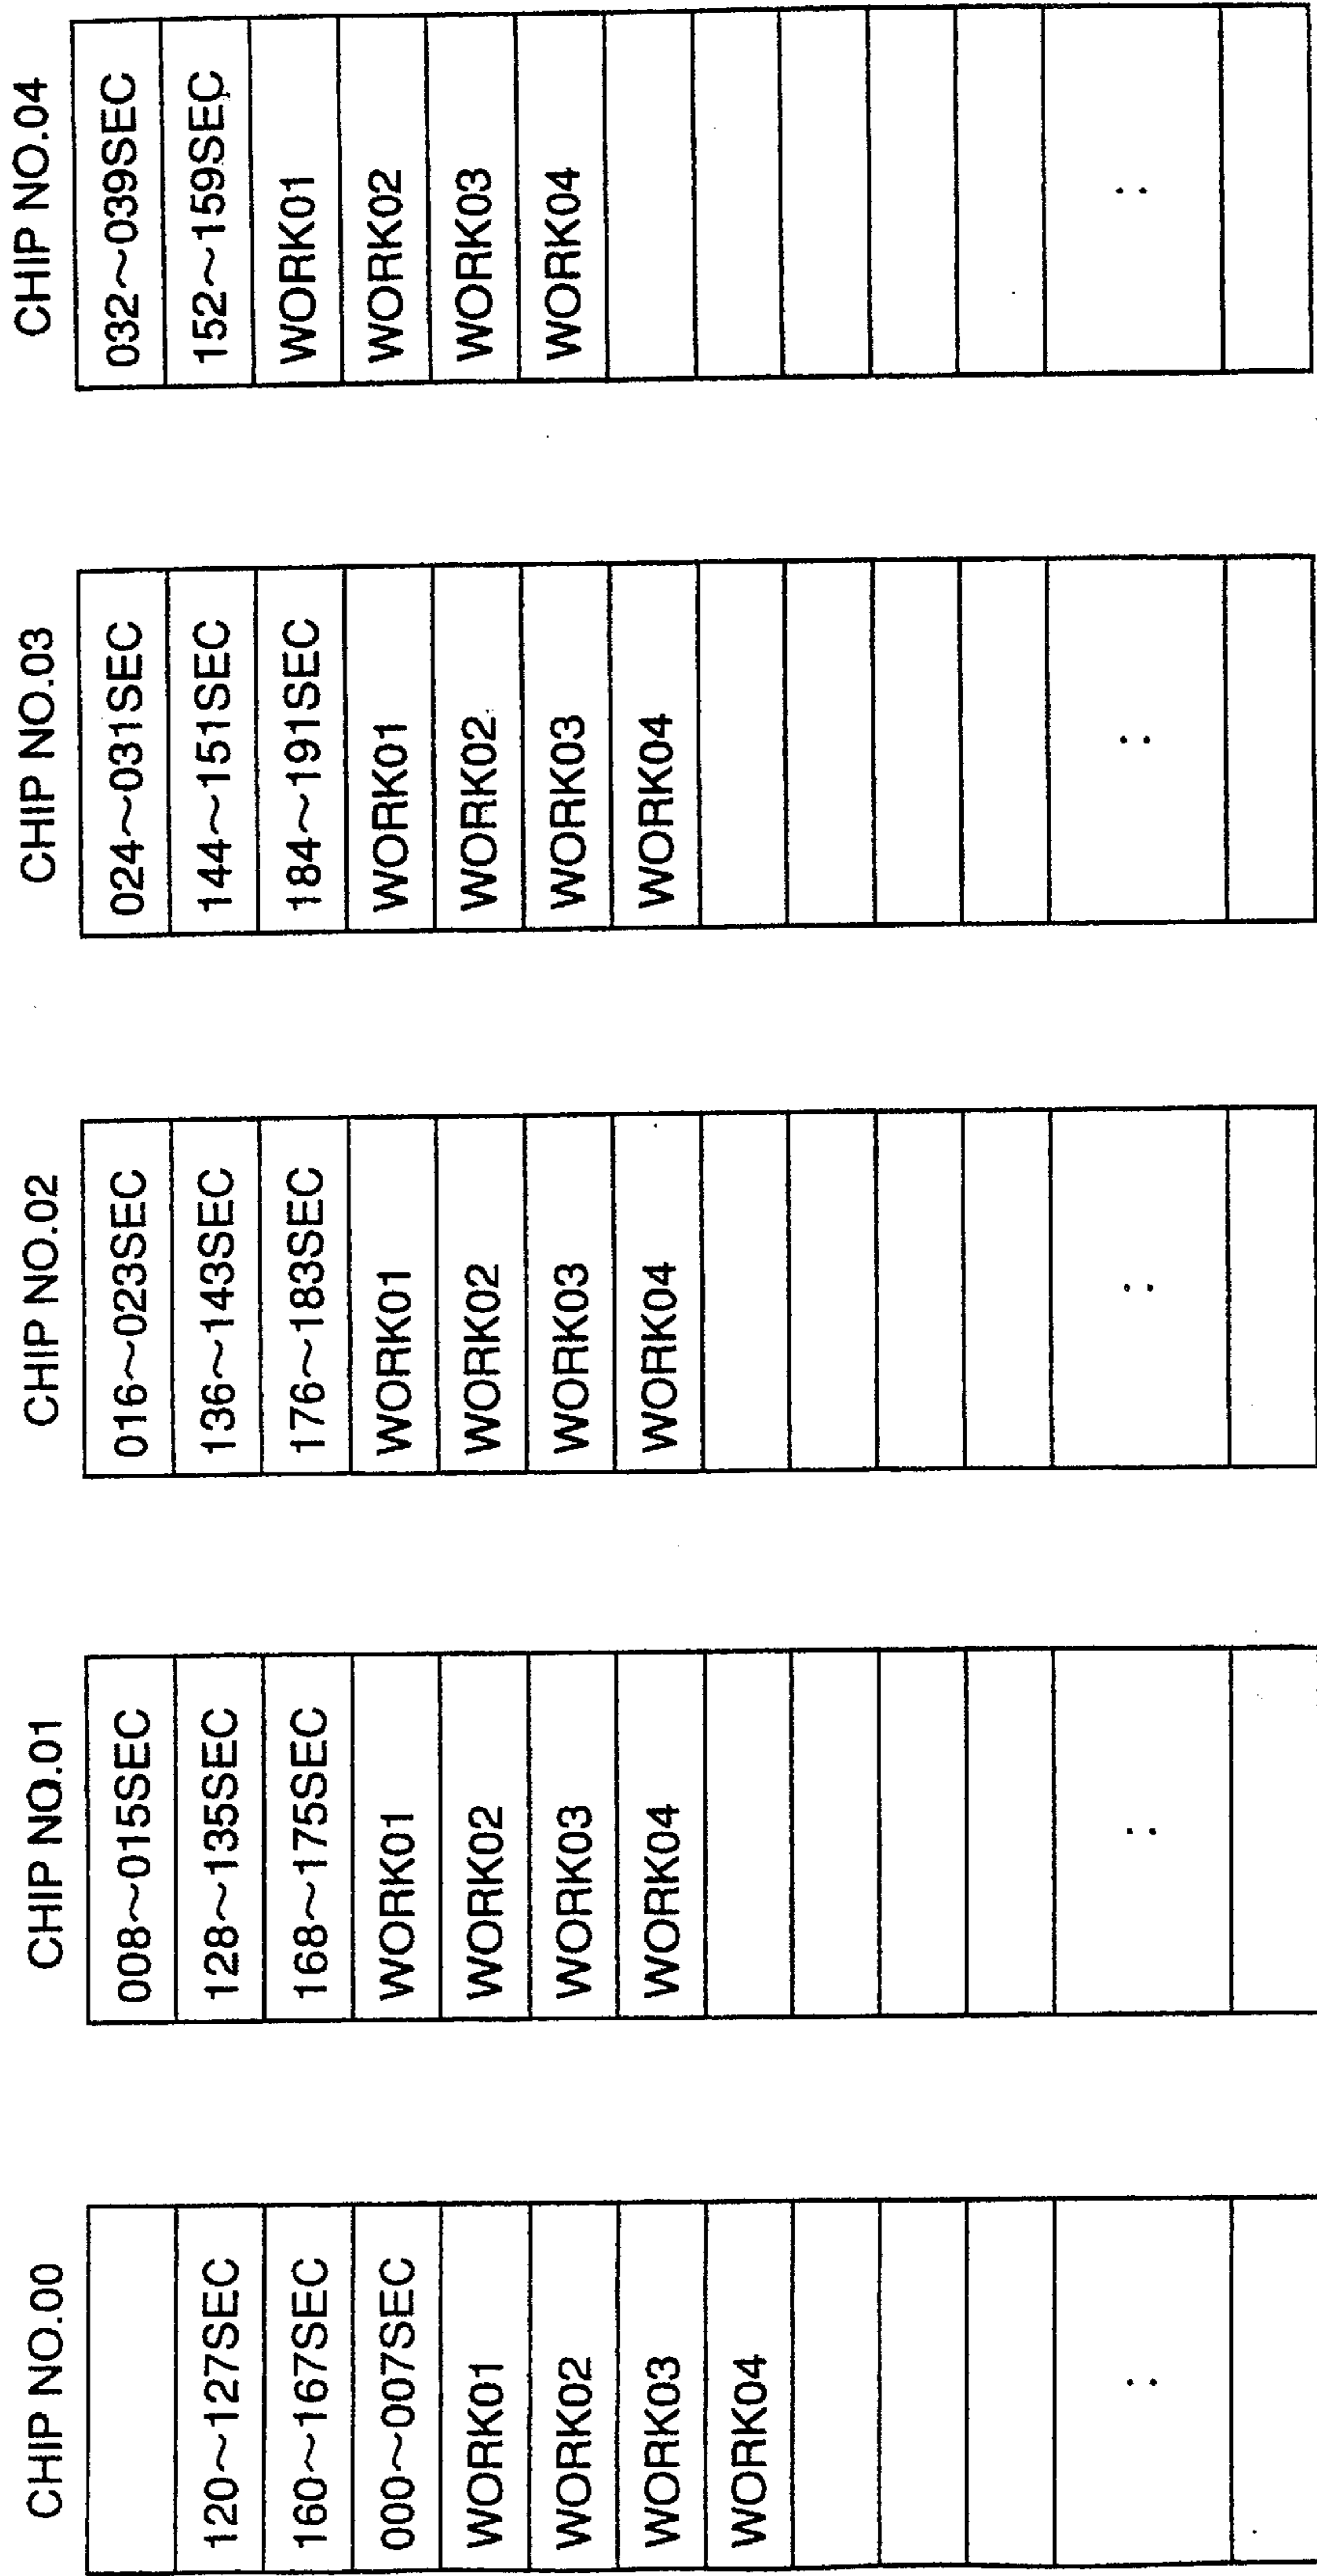 CHIP NO.00
120~127SEC
160~167SEC
000~007SEC
WORK01
WORK02
WORK03
WORK04
:
CHIP NO.01
008~015SEC
128~135SEC
168~175SEC
WORK01
WORK02
WORK03
WORK04
:
CHIP NO.02
016~023SEC
136~143SEC
176~183SEC
WORK01
WORK02
WORK03
WORK04
:
CHIP NO.03
024~031SEC
144~151SEC
184~191SEC
WORK01
WORK02
WORK03
WORK04
:
CHIP NO.04
032~039SEC
152~159SEC
WORK01
WORK02
WORK03
WORK04
: